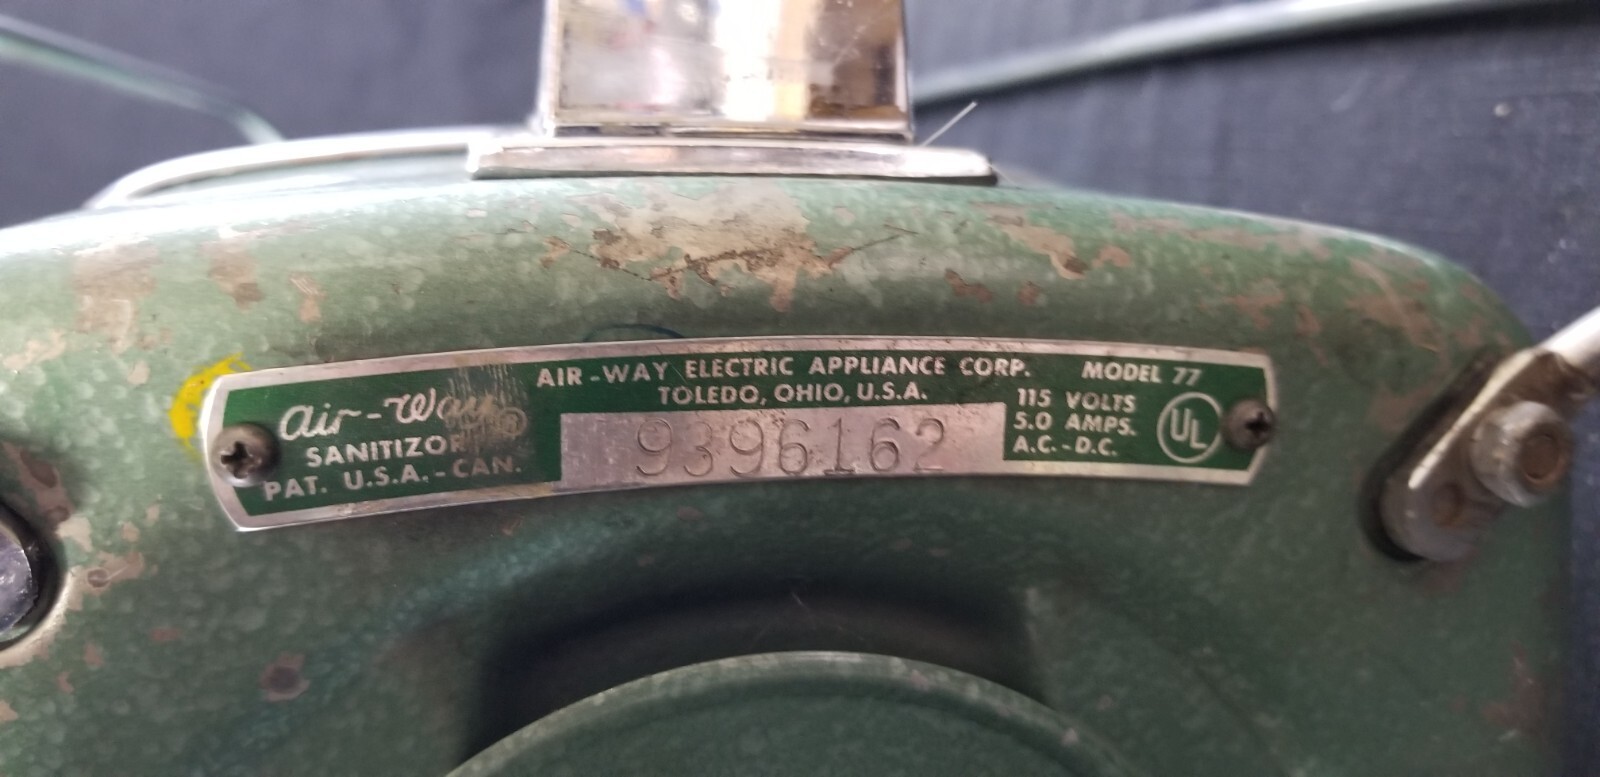 air-way®
SANITIZOR
PAT. U.S.A.-CAN.
AIR-WAY ELECTRIC APPLIANCE CORP.
TOLEDO, OHIO, U.S.A.
9396162
MODEL 77
115 VOLTS
5.0 AMPS.
A.C.-D.C.
UL